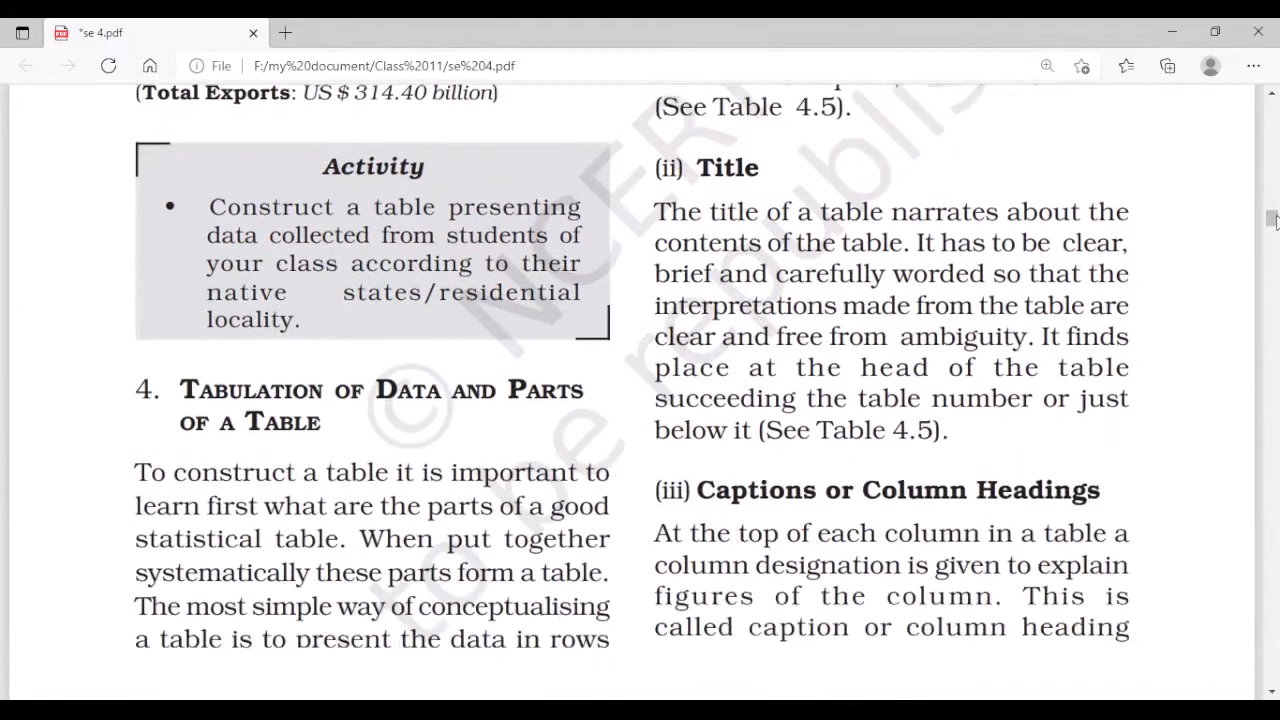 *se 4.pdf
File
F:/my%20document/Class%2011/se%204.pdf
(Total Exports: US $ 314.40 billion)
Activity
• Construct a table presenting
data collected from students of
your class according to their
native states/residential
locality.
4. TABULATION OF DATA AND PARTS
OF A TABLE
To construct a table it is important to
learn first what are the parts of a good
statistical table. When put together
systematically these parts form a table.
The most simple way of conceptualising
a table is to present the data in rows
(See Table 4.5).
(ii) Title
The title of a table narrates about the
contents of the table. It has to be clear,
brief and carefully worded so that the
interpretations made from the table are
clear and free from ambiguity. It finds
place at the head of the table
succeeding the table number or just
below it (See Table 4.5).
(iii) Captions or Column Headings
At the top of each column in a table a
column designation is given to explain
figures of the column. This is
called caption or column heading
© NCERT
to be republis